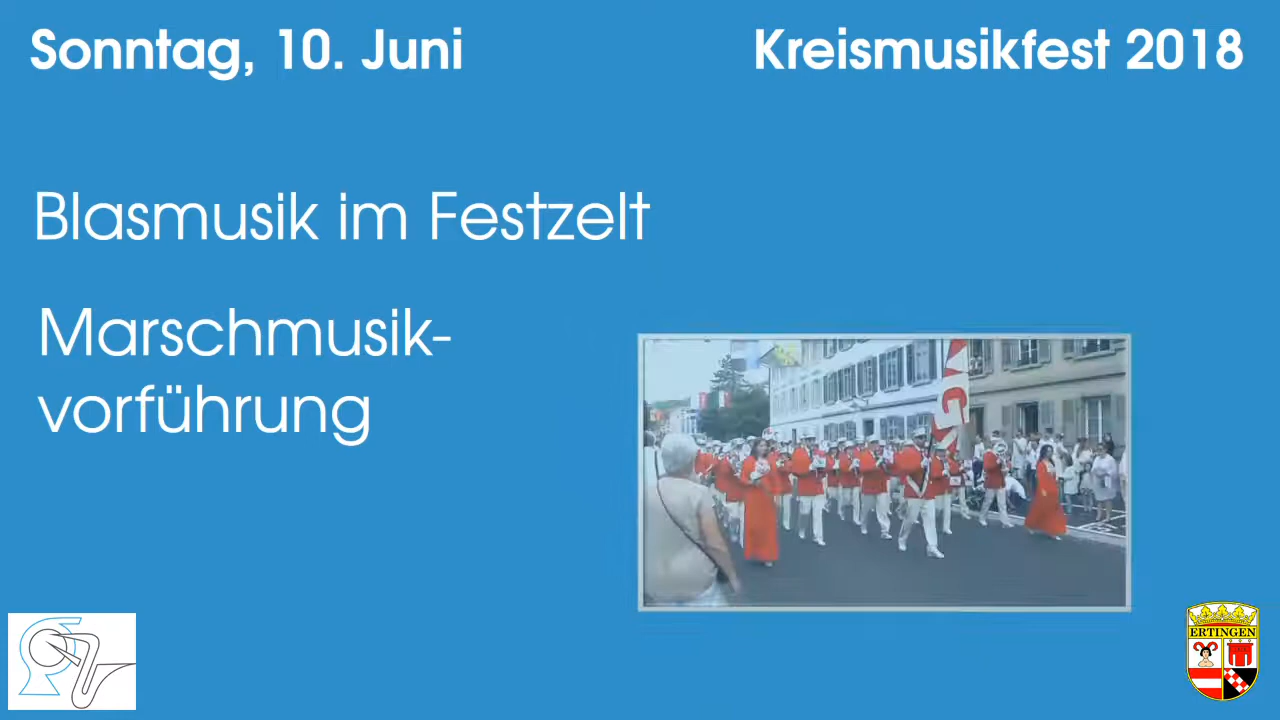 Sonntag, 10. Juni
Kreismusikfest 2018
Blasmusik im Festzelt
Marschmusik-
vorführung
ERTINGEN